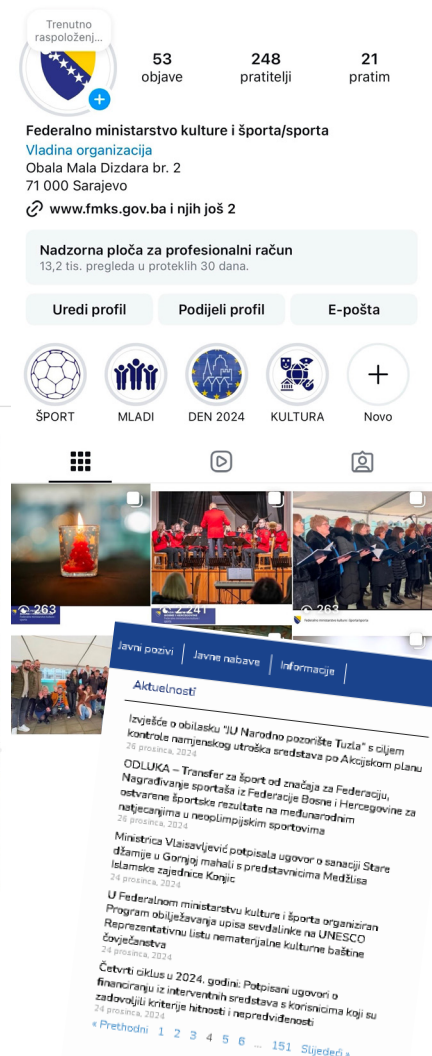 Trenutno
raspoloženj...
53
248
21
objave
pratitelji
pratim
Federalno ministarstvo kulture i športa/sporta
Vladina organizacija
Obala Mala Dizdara br. 2
71 000 Sarajevo
www.fmks.gov.ba i njih još 2
Nadzorna ploča za profesionalni račun
13,2 tis. pregleda u proteklih 30 dana.
Uredi profil
Podijeli profil
E-pošta
ŠPORT
MLADI
DEN 2024
KULTURA
Novo
263
2.241
263
Javni pozivi
Javne nabave
Informacije
Aktuelnosti
Izvješće o obilasku "JU Narodno pozorište Tuzla" s ciljem
kontrole namjenskog utroška sredstava po Akcijskom planu
26 prosinca, 2024
ODLUKA – Transfer za šport od značaja za Federaciju,
Nagrađivanje sportaša iz Federacije Bosne i Hercegovine za
ostvarene športske rezultate na međunarodnim
natjecanjima u neolimpijskim sportovima
26 prosinca, 2024
Ministrica Vlaisavljević potpisala ugovor o sanaciji Stare
džamije u Gornjoj mahali s predstavnicima Medžlisa
Islamske zajednice Konjic
24 prosinca, 2024
U Federalnom ministarstvu kulture i športa organiziran
Program obilježavanja upisa sevdalinke na UNESCO
Reprezentativnu listu nematerijalne kulturne baštine
čovječanstva
24 prosinca, 2024
Četvrti ciklus u 2024. godini: Potpisani ugovori o
financiranju iz interventnih sredstava s korisnicima koji su
zadovoljili kriterije hitnosti i nepredviđenosti
24 prosinca, 2024
« Prethodni 1 2 3 4 5 6 ... 151 Slijedeći »